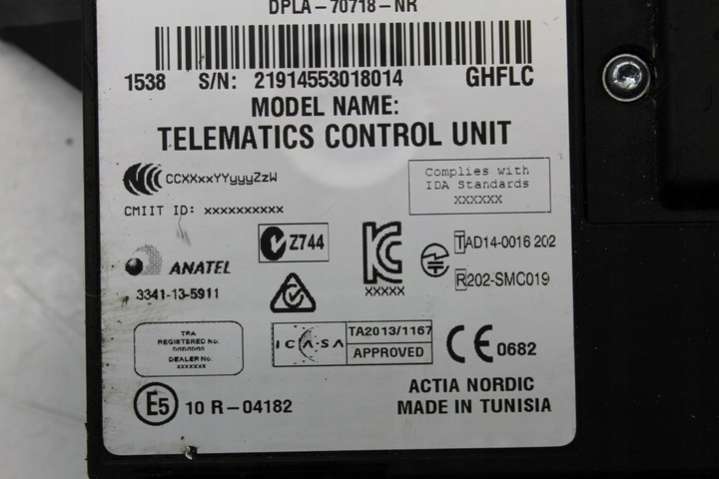 DPLA-70718-NR
1538 S/N: 21914553018014 GHFLC
MODEL NAME:
TELEMATICS CONTROL UNIT
CCXXxxYYyyyZzW
Complies with
IDA Standards
XXXXXX
CMIIT ID: xxxxxxxxxx
Z744
TAD14-0016 202
ANATEL
R202-SMC019
3341-13-5911
XXXXX
TRA
REGISTERED No.
DEALER No.
XXXXXXX
ICASA
TA2013/1167
APPROVED
CE 0682
E5 10 R-04182
ACTIA NORDIC
MADE IN TUNISIA